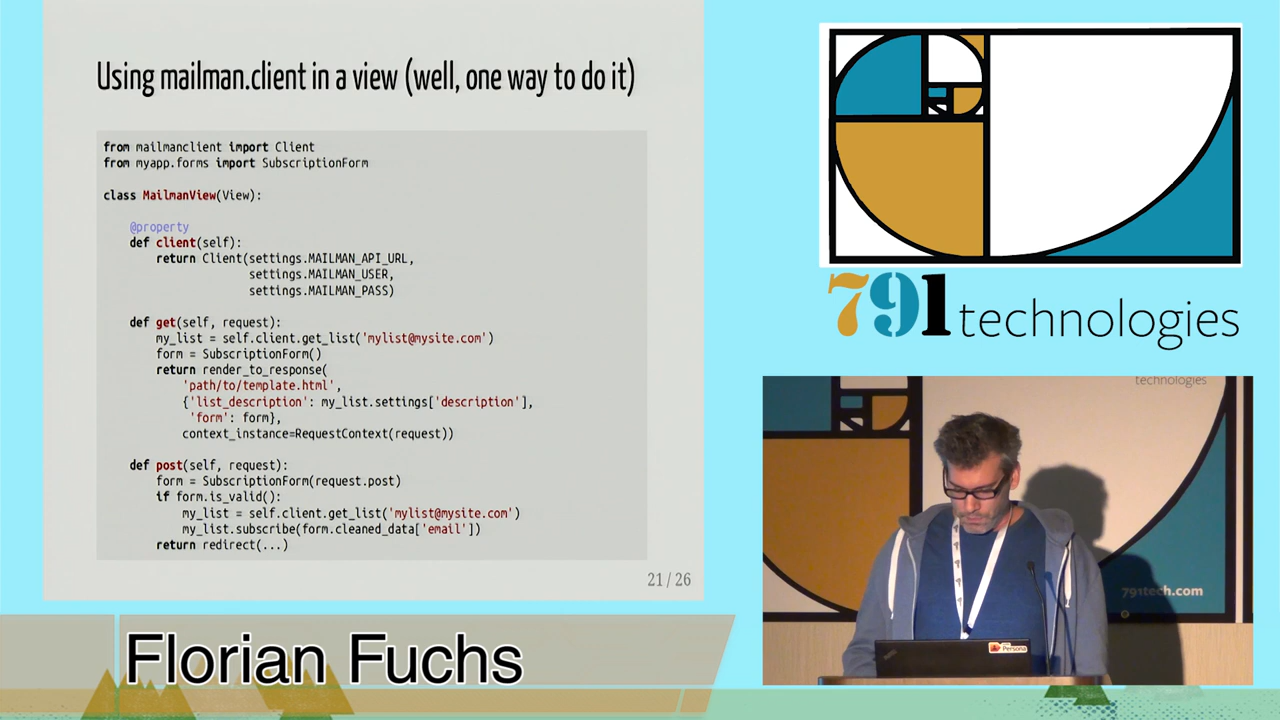 Using mailman.client in a view (well, one way to do it)
from mailmanclient import Client
from myapp.forms import SubscriptionForm
class MailmanView(View):
@property
def client(self):
return Client(settings.MAILMAN_API_URL,
settings.MAILMAN_USER,
settings.MAILMAN_PASS)
def get(self, request):
my_list = self.client.get_list('mylist@mysite.com')
form = SubscriptionForm()
return render_to_response(
'path/to/template.html',
{'list_description': my_list.settings['description'],
'form': form},
context_instance=RequestContext(request))
def post(self, request):
form = SubscriptionForm(request.post)
if form.is_valid():
my_list = self.client.get_list('mylist@mysite.com')
my_list.subscribe(form.cleaned_data['email'])
return redirect(...)
21 / 26
Florian Fuchs
791 technologies
technologies
791tech.com
Persona